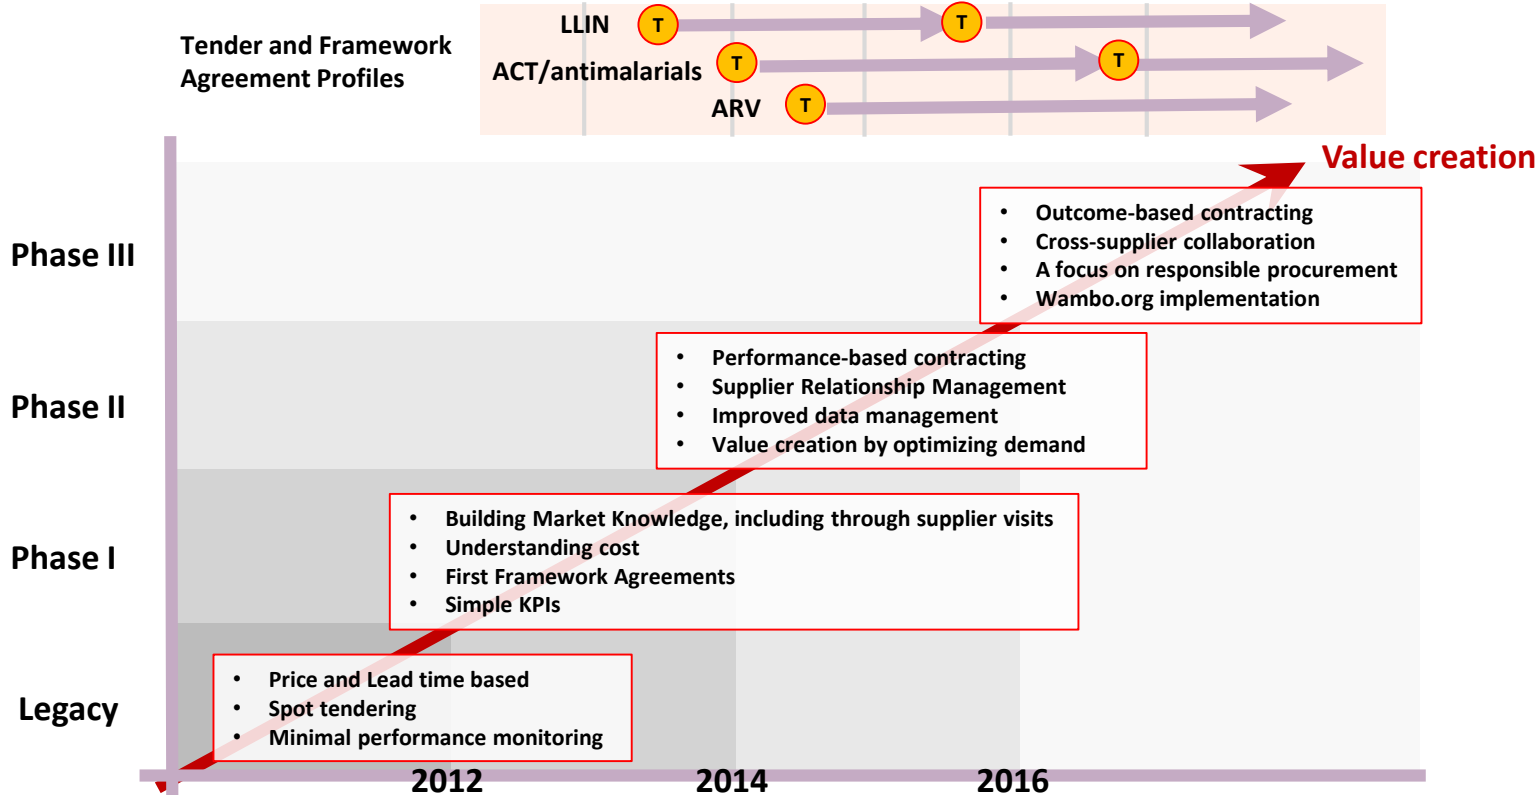 Tender and Framework
Agreement Profiles
LLIN
T
T
ACT/antimalarials
T
T
ARV
T
Value creation
Phase III
• Outcome-based contracting
• Cross-supplier collaboration
• A focus on responsible procurement
• Wambo.org implementation
Phase II
• Performance-based contracting
• Supplier Relationship Management
• Improved data management
• Value creation by optimizing demand
Phase I
• Building Market Knowledge, including through supplier visits
• Understanding cost
• First Framework Agreements
• Simple KPIs
Legacy
• Price and Lead time based
• Spot tendering
• Minimal performance monitoring
2012
2014
2016